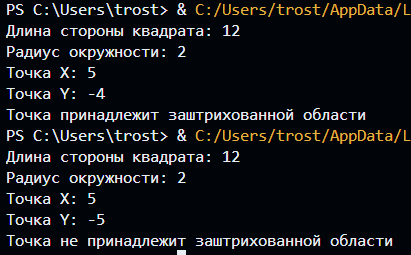 PS C:\Users\trost> & C:/Users/trost/AppData/L
Длина стороны квадрата: 12
Радиус окружности: 2
Точка X: 5
Точка Y: -4
Точка принадлежит заштрихованной области
PS C:\Users\trost> & C:/Users/trost/AppData/L
Длина стороны квадрата: 12
Радиус окружности: 2
Точка X: 5
Точка Y: -5
Точка не принадлежит заштрихованной области